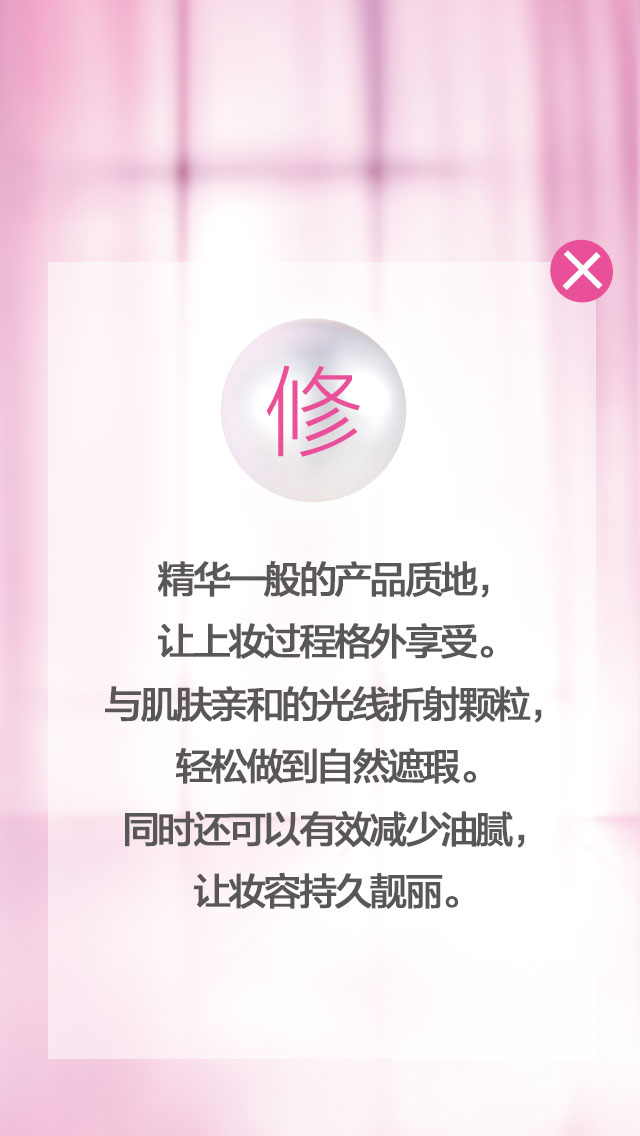 修
精华一般的产品质地，
让上妆过程格外享受。
与肌肤亲和的光线折射颗粒，
轻松做到自然遮瑕。
同时还可以有效减少油腻，
让妆容持久靓丽。